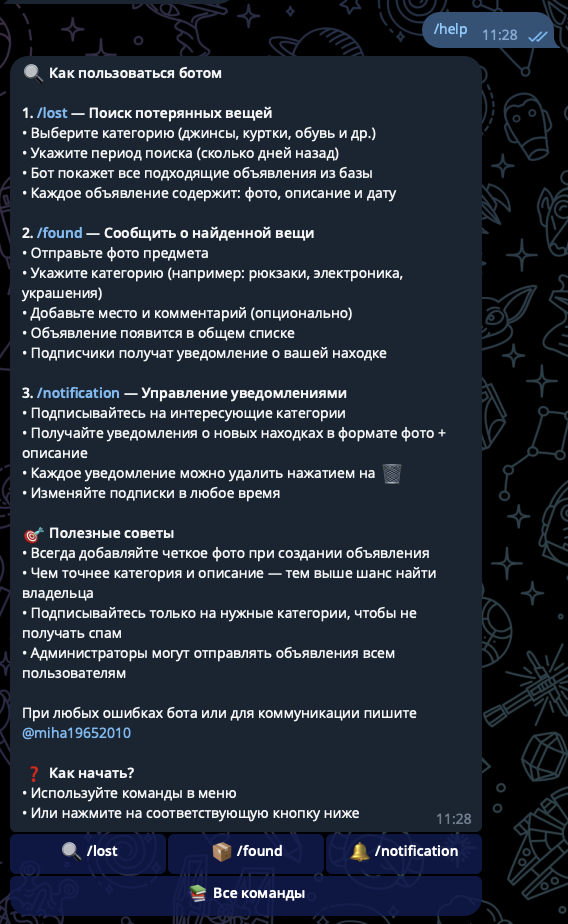 /help 11:28
🔍 Как пользоваться ботом
1. /lost — Поиск потерянных вещей
• Выберите категорию (джинсы, куртки, обувь и др.)
• Укажите период поиска (сколько дней назад)
• Бот покажет все подходящие объявления из базы
• Каждое объявление содержит: фото, описание и дату
2. /found — Сообщить о найденной вещи
• Отправьте фото предмета
• Укажите категорию (например: рюкзаки, электроника,
украшения)
• Добавьте место и комментарий (опционально)
• Объявление появится в общем списке
• Подписчики получат уведомление о вашей находке
3. /notification — Управление уведомлениями
• Подписывайтесь на интересующие категории
• Получайте уведомления о новых находках в формате фото +
описание
• Каждое уведомление можно удалить нажатием на 🗑
• Изменяйте подписки в любое время
🎯 Полезные советы
• Всегда добавляйте четкое фото при создании объявления
• Чем точнее категория и описание — тем выше шанс найти
владельца
• Подписывайтесь только на нужные категории, чтобы не
получать спам
• Администраторы могут отправлять объявления всем
пользователям
При любых ошибках бота или для коммуникации пишите
@miha19652010
❓ Как начать?
• Используйте команды в меню
• Или нажмите на соответствующую кнопку ниже
11:28
🔍 /lost 📦 /found 🔔 /notification
📚 Все команды